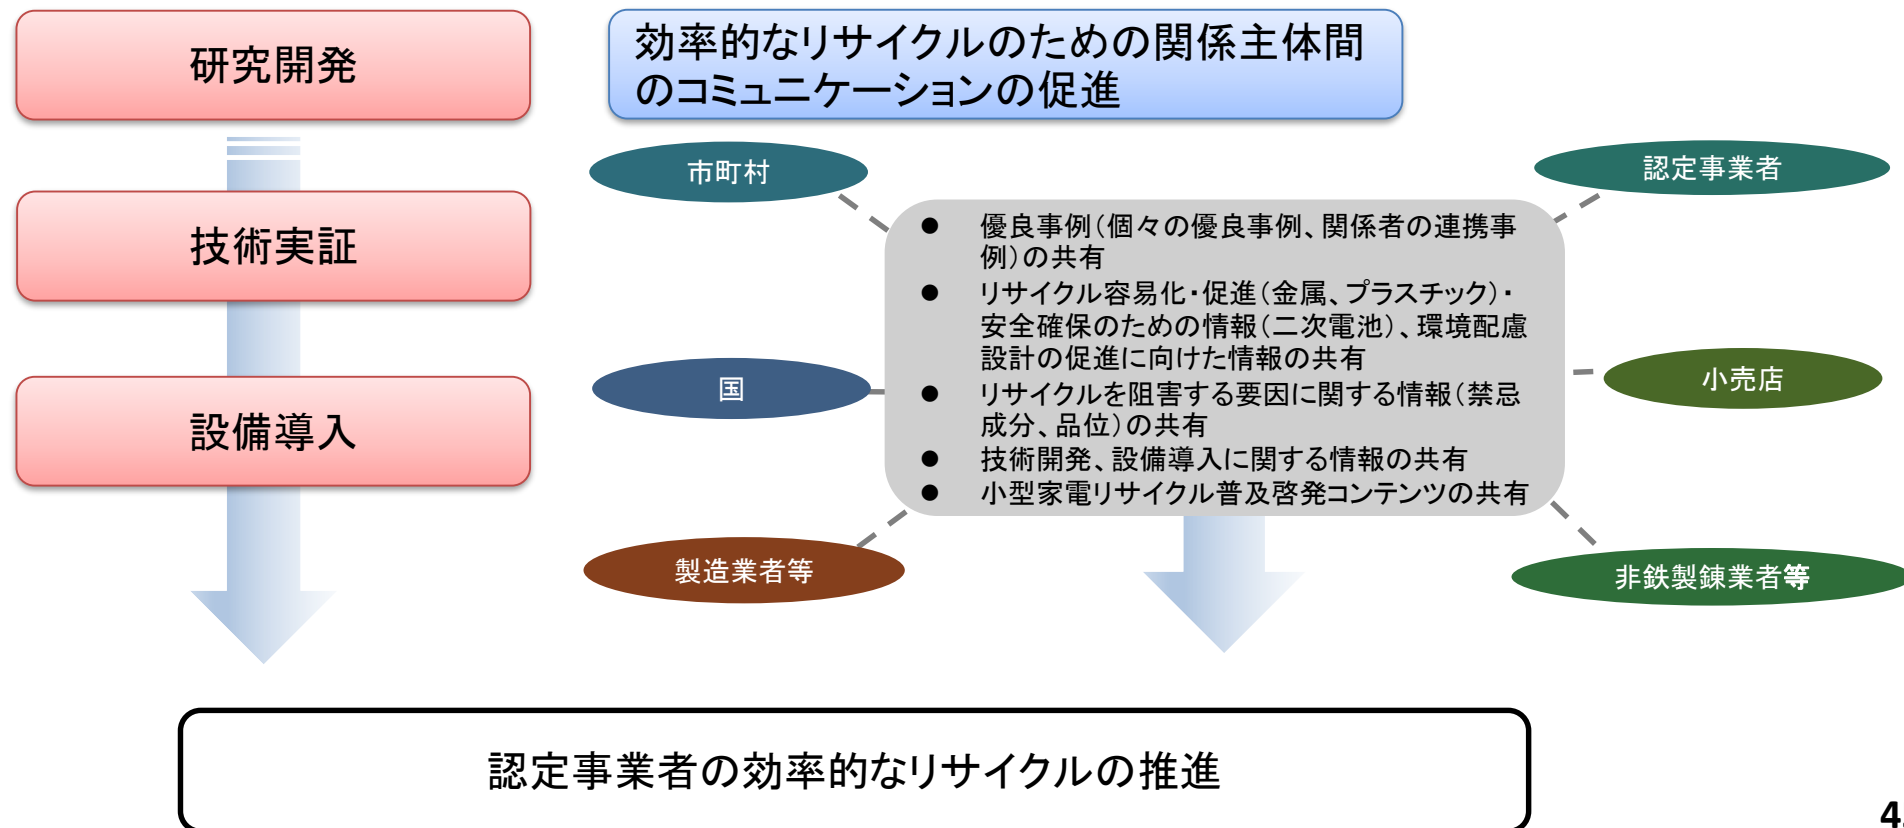 研究開発
技術実証
設備導入
効率的なリサイクルのための関係主体間
のコミュニケーションの促進
市町村
国
製造業者等
認定事業者
小売店
非鉄製錬業者等
● 優良事例（個々の優良事例、関係者の連携事
例）の共有
● リサイクル容易化・促進（金属、プラスチック）・
安全確保のための情報（二次電池）、環境配慮
設計の促進に向けた情報の共有
● リサイクルを阻害する要因に関する情報（禁忌
成分、品位）の共有
● 技術開発、設備導入に関する情報の共有
● 小型家電リサイクル普及啓発コンテンツの共有
認定事業者の効率的なリサイクルの推進